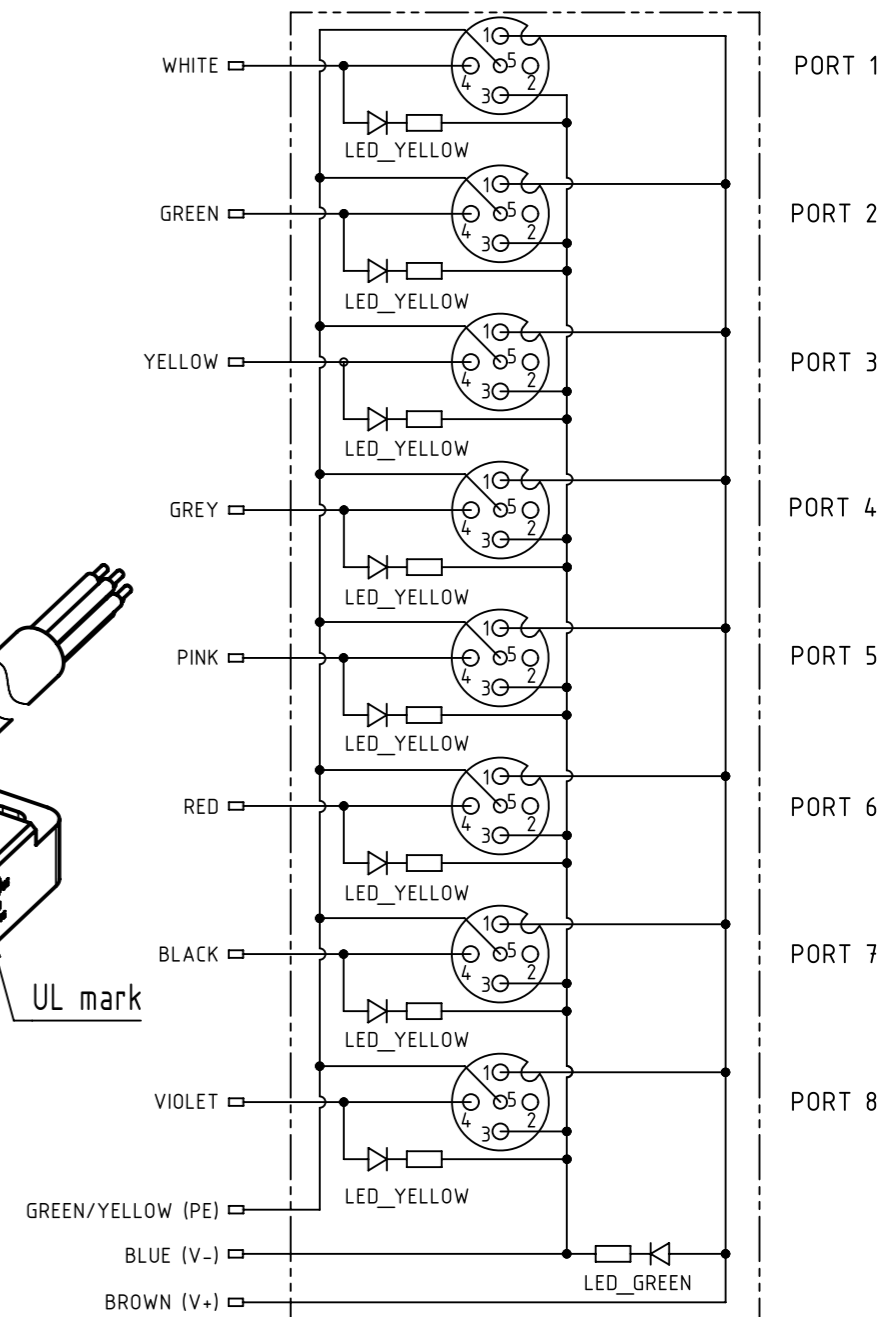 1
WHITE
5
PORT 1
4
2
3
LED_YELLOW
1
GREEN
5
PORT 2
4
2
3
LED_YELLOW
1
YELLOW
5
PORT 3
4
2
3
LED_YELLOW
1
GREY
5
PORT 4
4
2
3
LED_YELLOW
1
PINK
5
PORT 5
4
2
3
LED_YELLOW
1
RED
5
PORT 6
4
2
3
LED_YELLOW
1
BLACK
5
PORT 7
4
2
3
UL mark
LED_YELLOW
1
VIOLET
5
PORT 8
4
2
3
LED_YELLOW
GREEN/YELLOW (PE)
BLUE (V-)
LED_GREEN
BROWN (V+)